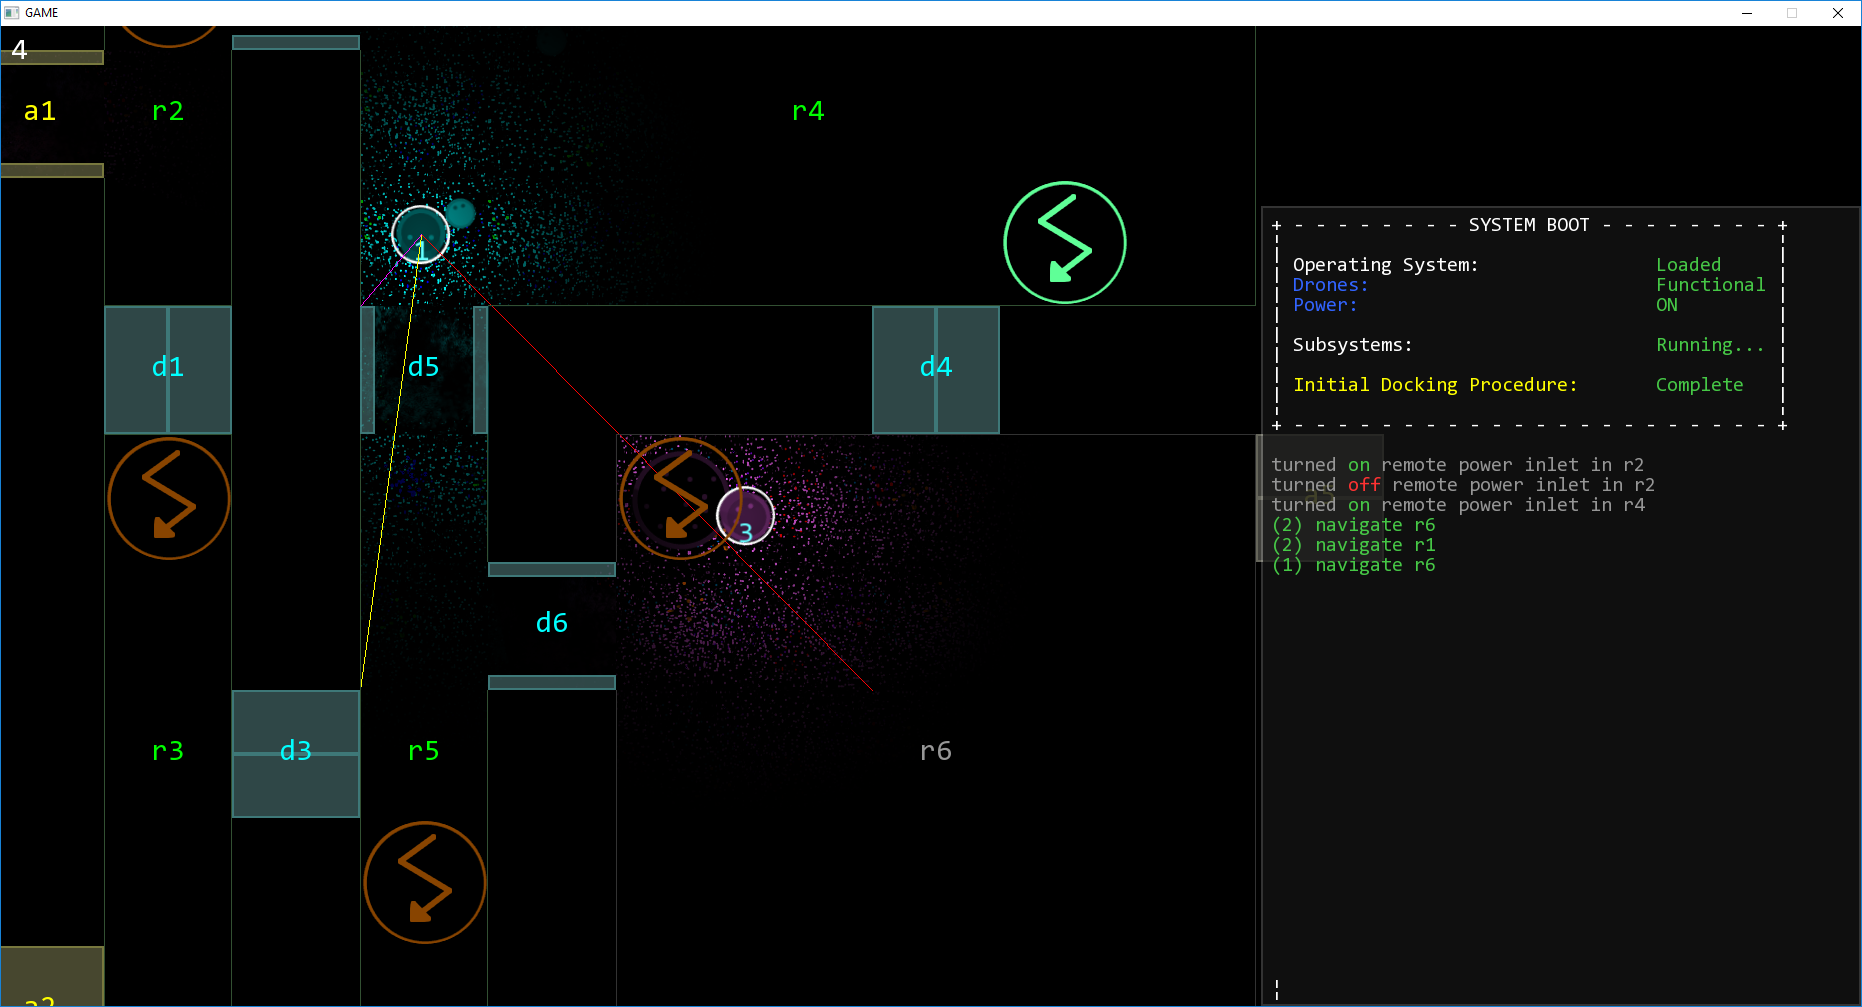 GAME
4
a1
r2
r4
1
d1
d5
d4
3
d6
r3
d3
r5
r6
a2
SYSTEM BOOT
Operating System: Loaded
Drones: Functional
Power: ON
Subsystems: Running...
Initial Docking Procedure: Complete
turned on remote power inlet in r2
turned off remote power inlet in r2
turned on remote power inlet in r4
(2) navigate r6
(2) navigate r1
(1) navigate r6